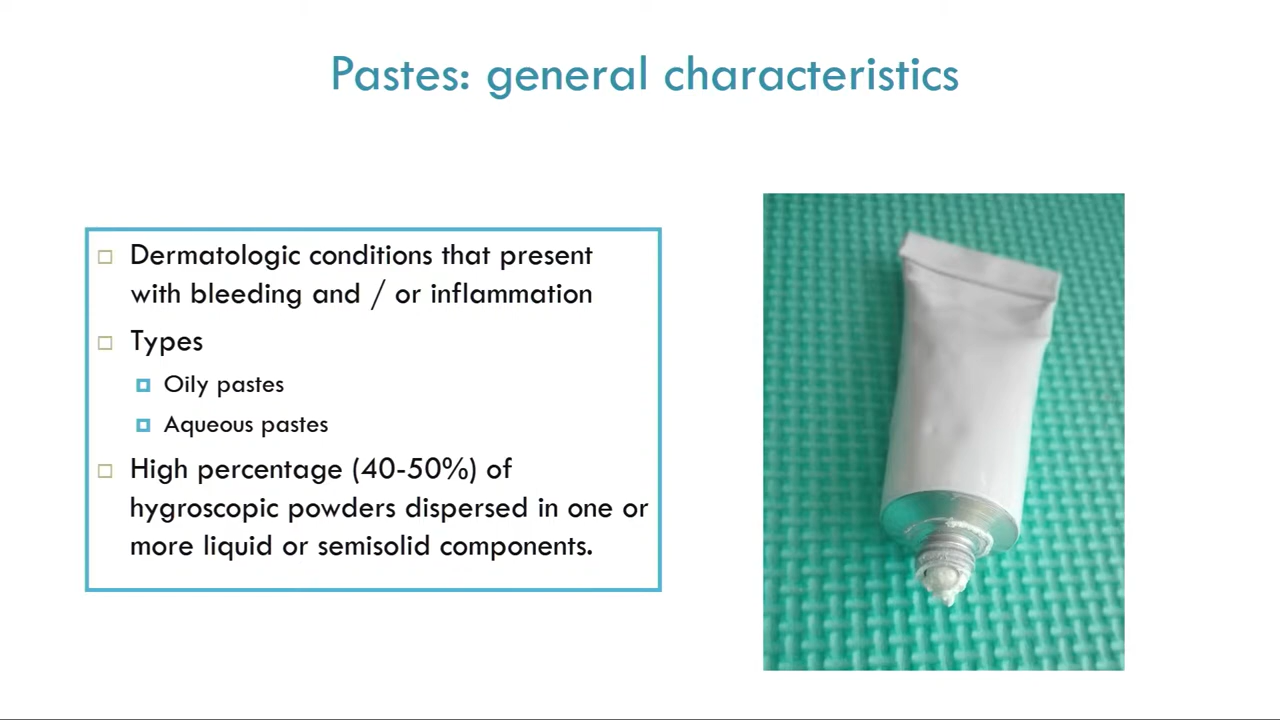 Pastes: general characteristics
Dermatologic conditions that present
with bleeding and / or inflammation
Types
Oily pastes
Aqueous pastes
High percentage (40-50%) of
hygroscopic powders dispersed in one or
more liquid or semisolid components.